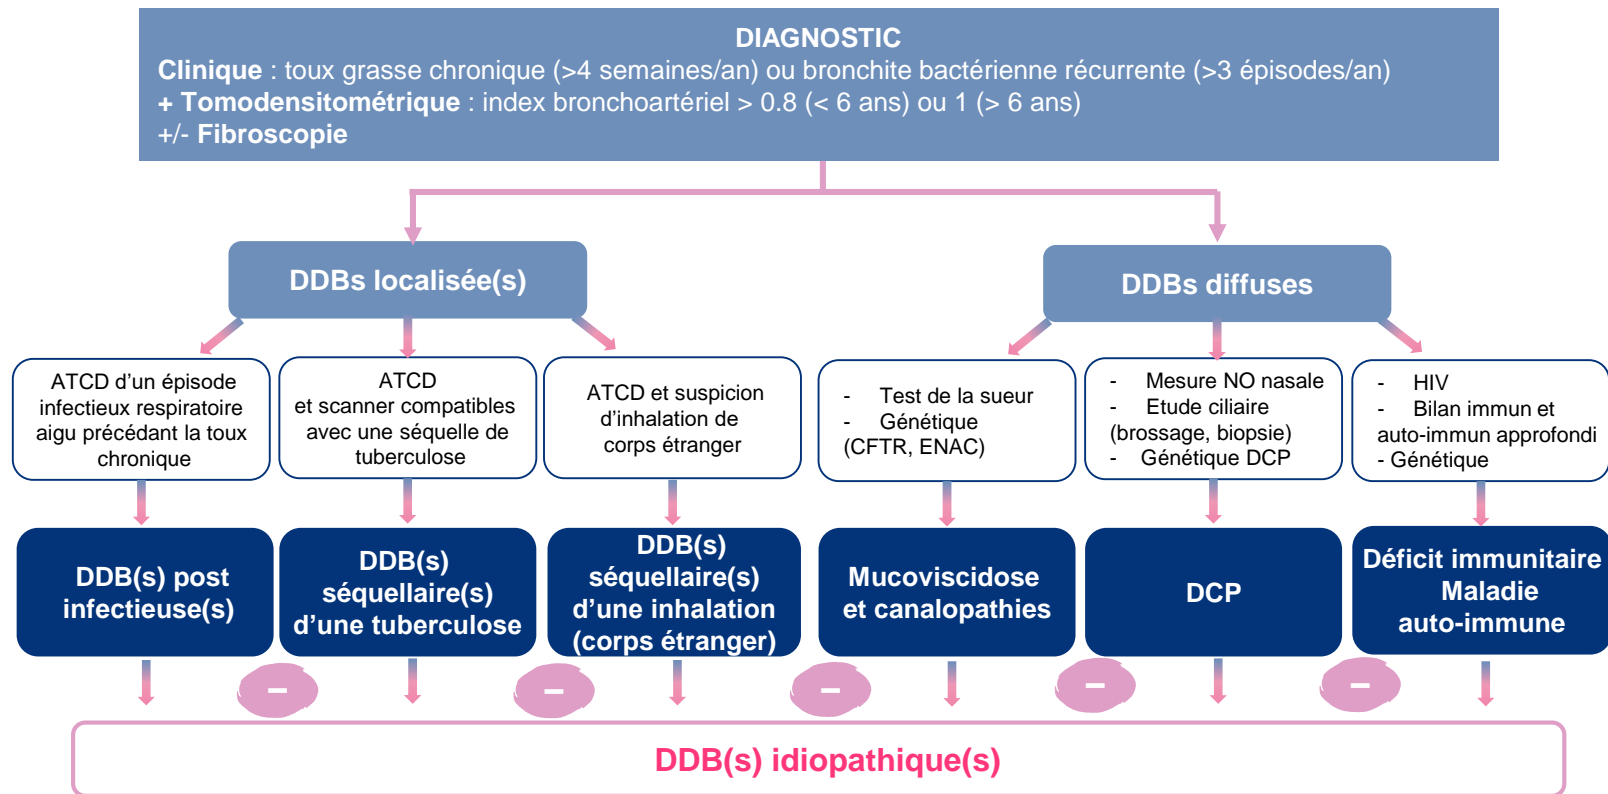 DIAGNOSTIC
Clinique : toux grasse chronique (>4 semaines/an) ou bronchite bactérienne récurrente (>3 épisodes/an)
+ Tomodensitométrique : index bronchoartériel > 0.8 (< 6 ans) ou 1 (> 6 ans)
+/- Fibroscopie
DDBs localisée(s)
DDBs diffuses
ATCD d’un épisode
infectieux respiratoire
aigu précédant la toux
chronique
ATCD
et scanner compatibles
avec une séquelle de
tuberculose
ATCD et suspicion
d’inhalation de
corps étranger
- Test de la sueur
- Génétique
(CFTR, ENAC)
- Mesure NO nasale
- Etude ciliaire
(brossage, biopsie)
- Génétique DCP
- HIV
- Bilan immun et
auto-immun approfondi
- Génétique
DDB(s) post
infectieuse(s)
DDB(s)
séquellaire(s)
d’une tuberculose
DDB(s)
séquellaire(s)
d’une inhalation
(corps étranger)
Mucoviscidose
et canalopathies
DCP
Déficit immunitaire
Maladie
auto-immune
–
–
–
–
–
DDB(s) idiopathique(s)